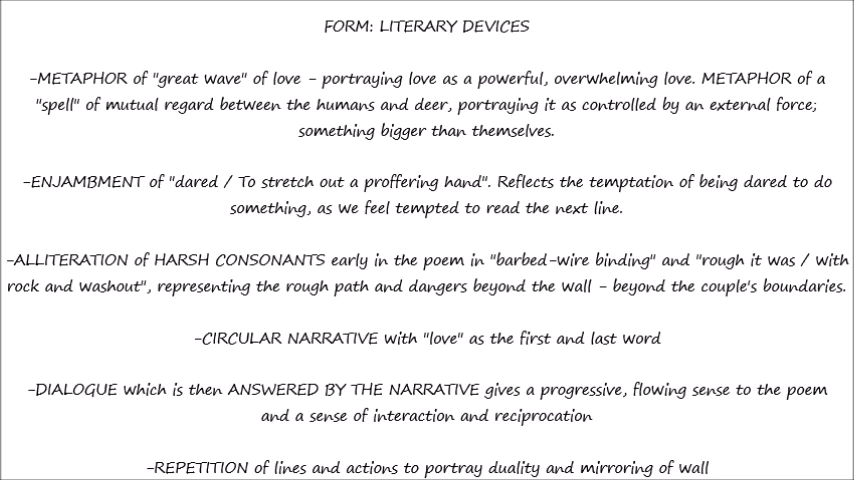 FORM: LITERARY DEVICES
-METAPHOR of "great wave" of love - portraying love as a powerful, overwhelming love. METAPHOR of a
"spell" of mutual regard between the humans and deer, portraying it as controlled by an external force;
something bigger than themselves.
-ENJAMBMENT of "dared / To stretch out a proffering hand". Reflects the temptation of being dared to do
something, as we feel tempted to read the next line.
-ALLITERATION of HARSH CONSONANTS early in the poem in "barbed-wire binding" and "rough it was / with
rock and washout", representing the rough path and dangers beyond the wall - beyond the couple's boundaries.
-CIRCULAR NARRATIVE with "love" as the first and last word
-DIALOGUE which is then ANSWERED BY THE NARRATIVE gives a progressive, flowing sense to the poem
and a sense of interaction and reciprocation
-REPETITION of lines and actions to portray duality and mirroring of wall